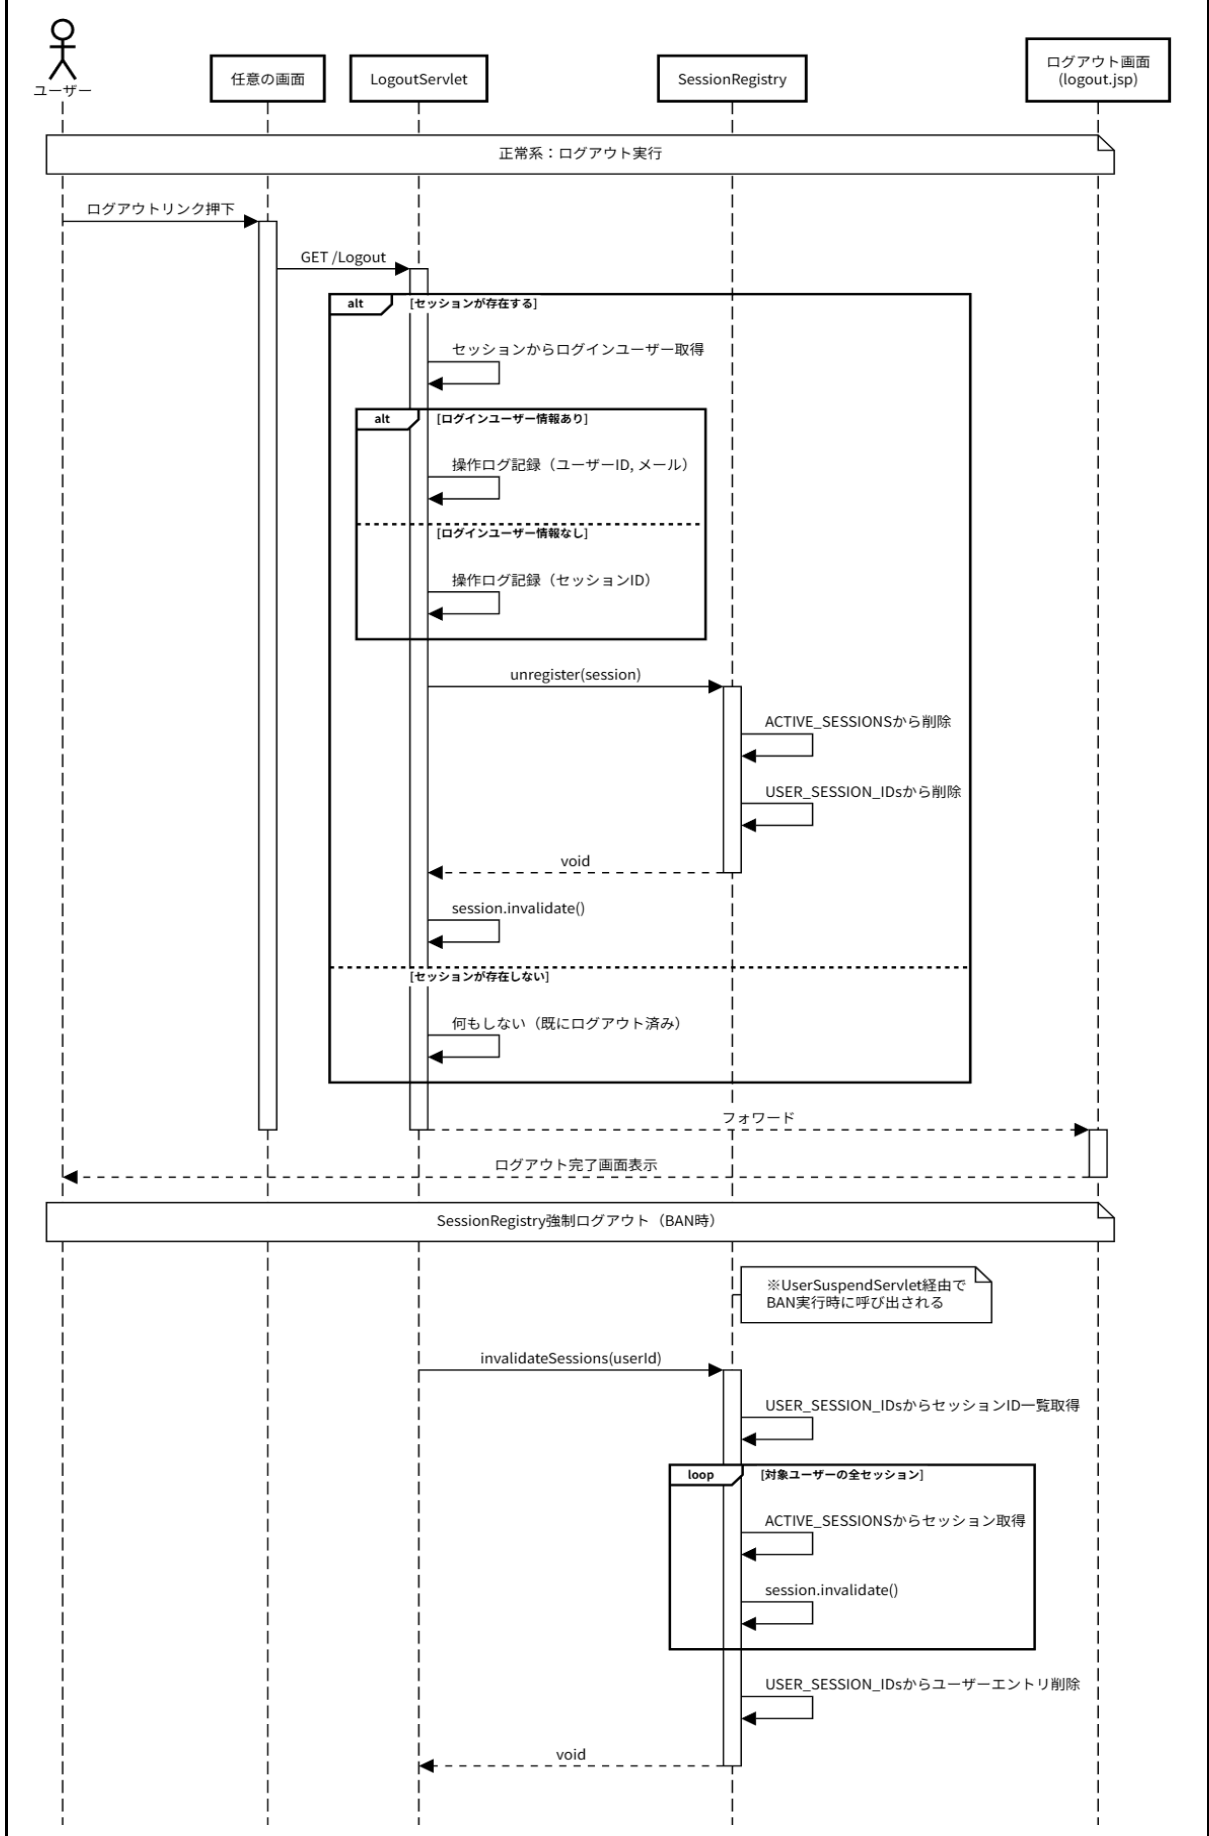 ユーザー
任意の画面
LogoutServlet
SessionRegistry
ログアウト画面
(logout.jsp)
正常系：ログアウト実行
ログアウトリンク押下
GET /Logout
alt
[セッションが存在する]
セッションからログインユーザー取得
alt
[ログインユーザー情報あり]
操作ログ記録（ユーザーID, メール）
[ログインユーザー情報なし]
操作ログ記録（セッションID）
unregister(session)
ACTIVE_SESSIONSから削除
USER_SESSION_IDsから削除
void
session.invalidate()
[セッションが存在しない]
何もしない（既にログアウト済み）
フォワード
ログアウト完了画面表示
SessionRegistry強制ログアウト（BAN時）
※UserSuspendServlet経由で
BAN実行時に呼び出される
invalidateSessions(userId)
USER_SESSION_IDsからセッションID一覧取得
loop
[対象ユーザーの全セッション]
ACTIVE_SESSIONSからセッション取得
session.invalidate()
USER_SESSION_IDsからユーザーエントリ削除
void